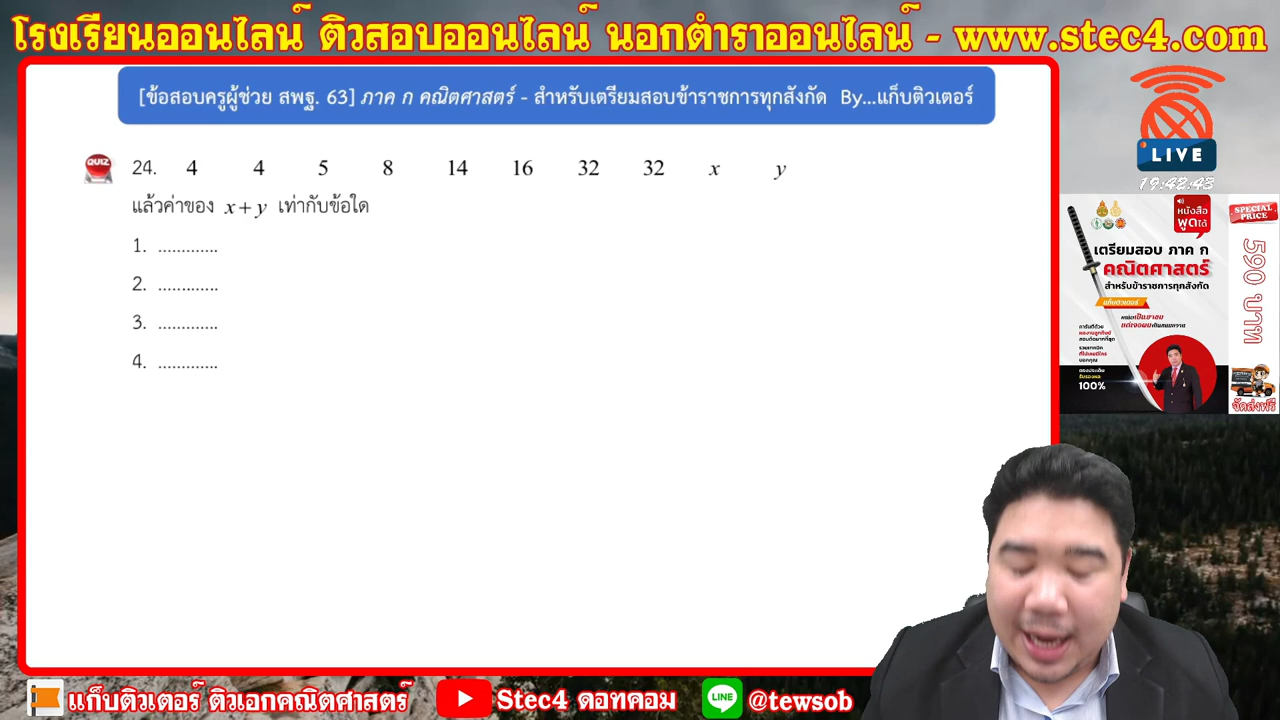 โรงเรียนออนไลน์ ติวสอบออนไลน์ นอกตำราออนไลน์ - www.stec4.com
[ข้อสอบครูผู้ช่วย สพฐ. 63] ภาค ก คณิตศาสตร์ - สำหรับเตรียมสอบข้าราชการทุกสังกัด By...แก็บติวเตอร์
QUIZ
24. 4 4 5 8 14 16 32 32 x y
แล้วค่าของ x + y เท่ากับข้อใด
1. .............
2. .............
3. .............
4. .............
LIVE
19:42:43
หนังสือ
พูดได้
SPECIAL
PRICE
เตรียมสอบ ภาค ก
คณิตศาสตร์
สำหรับข้าราชการทุกสังกัด
แก็บติวเตอร์
100%
590 บาท
จัดส่งฟรี
แก็บติวเตอร์ ติวเอกคณิตศาสตร์ Stec4 ดอทคอม LINE @tewsob